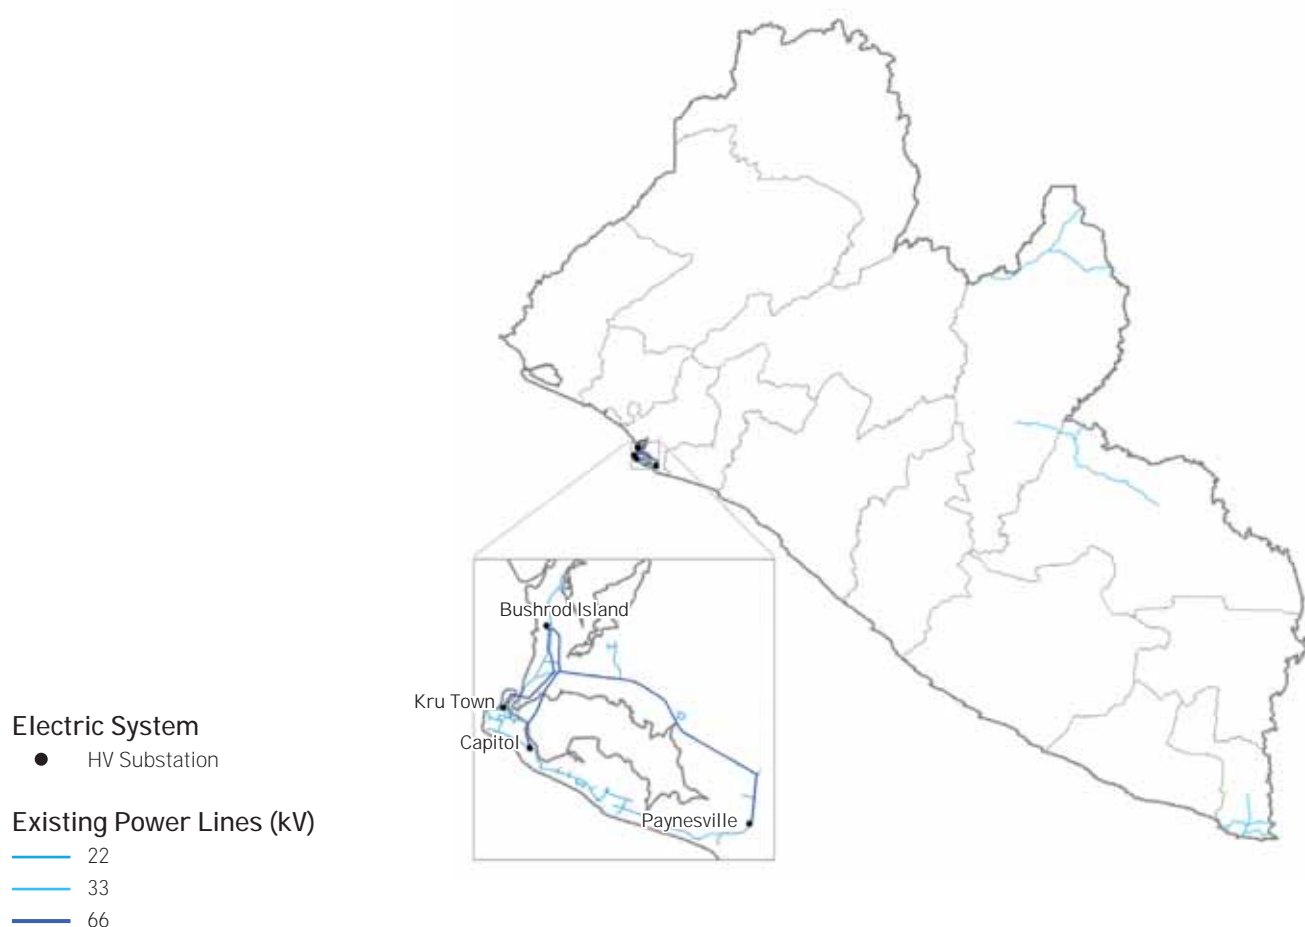 Bushrod Island
Kru Town
Capitol
Paynesville
Electric System
HV Substation
Existing Power Lines (kV)
22
33
66